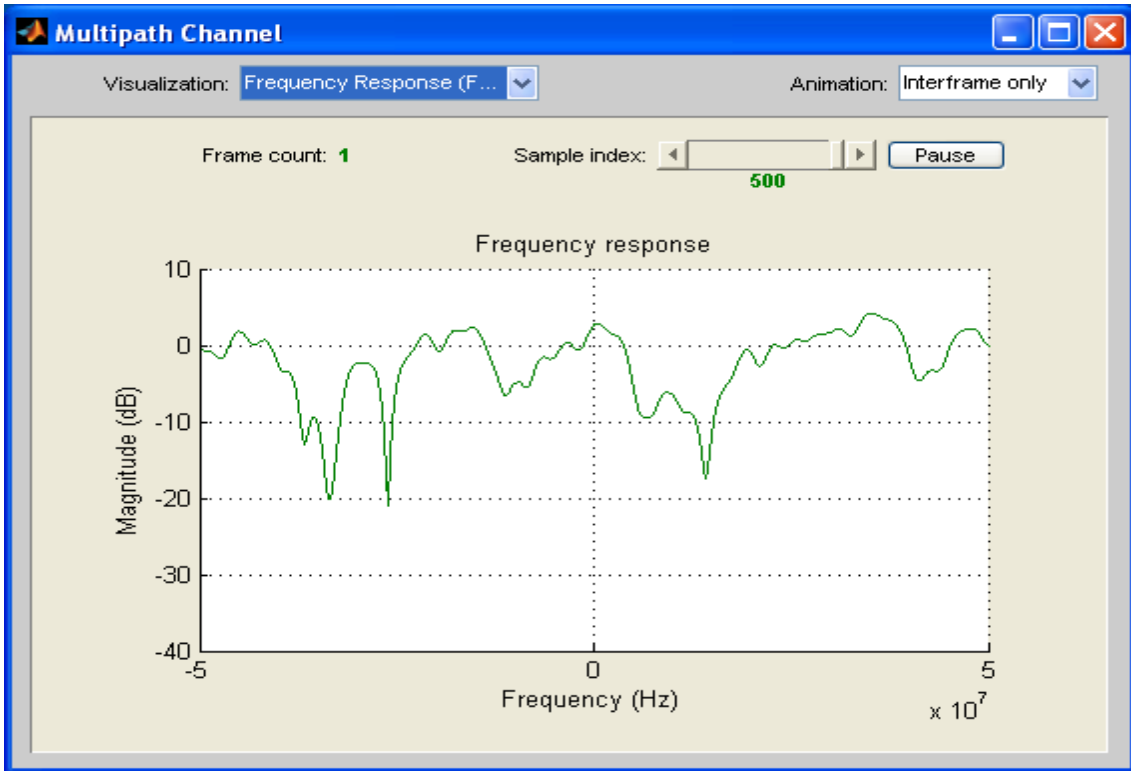 Multipath Channel
Visualization: Frequency Response (F... Animation: Interframe only
Frame count: 1 Sample index: Pause
500
Frequency response
10
0
-10
-20
-30
-40
Magnitude (dB)
-5 0 5
Frequency (Hz)
x 10^7